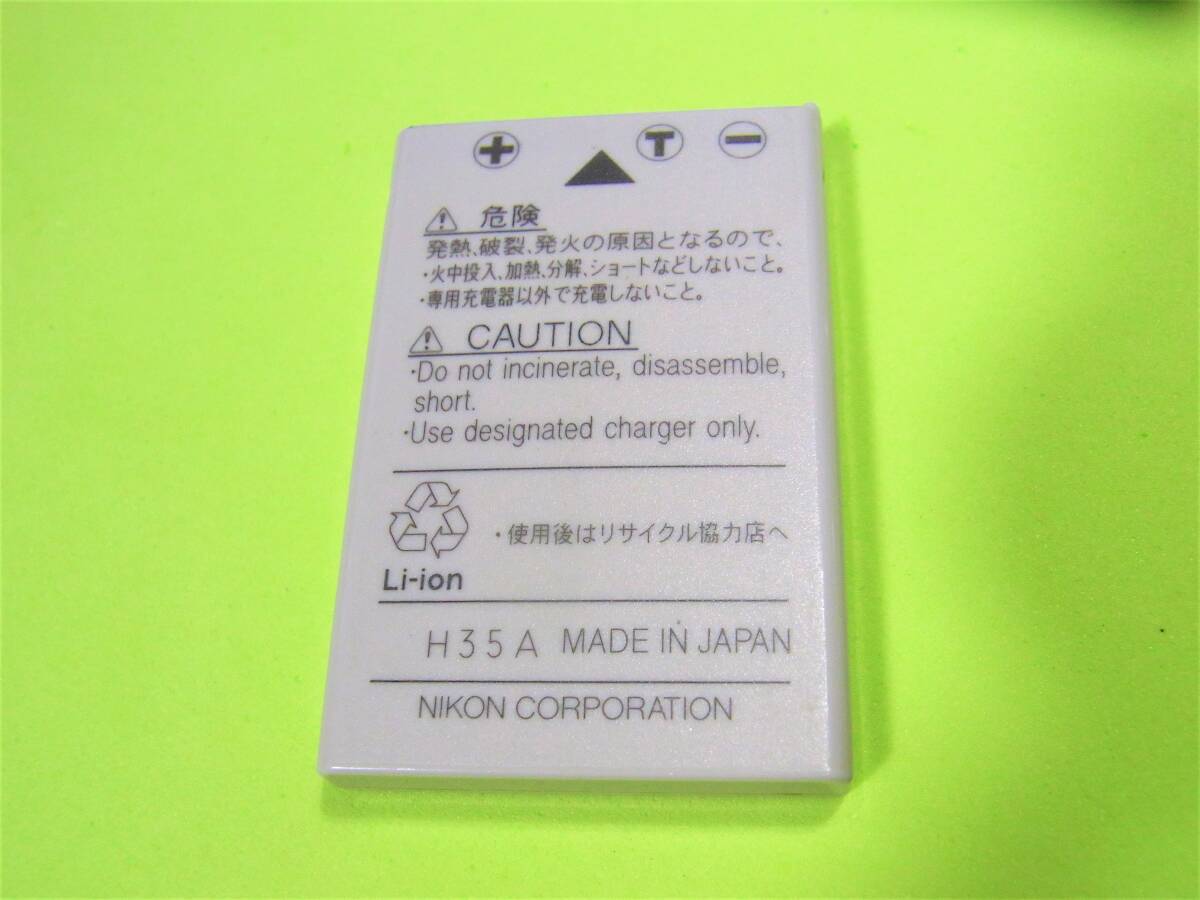 + T −
危険
発熱、破裂、発火の原因となるので、
・火中投入、加熱、分解、ショートなどしないこと。
・専用充電器以外で充電しないこと。
CAUTION
・Do not incinerate, disassemble,
short.
・Use designated charger only.
・使用後はリサイクル協力店へ
Li-ion
H35A MADE IN JAPAN
NIKON CORPORATION